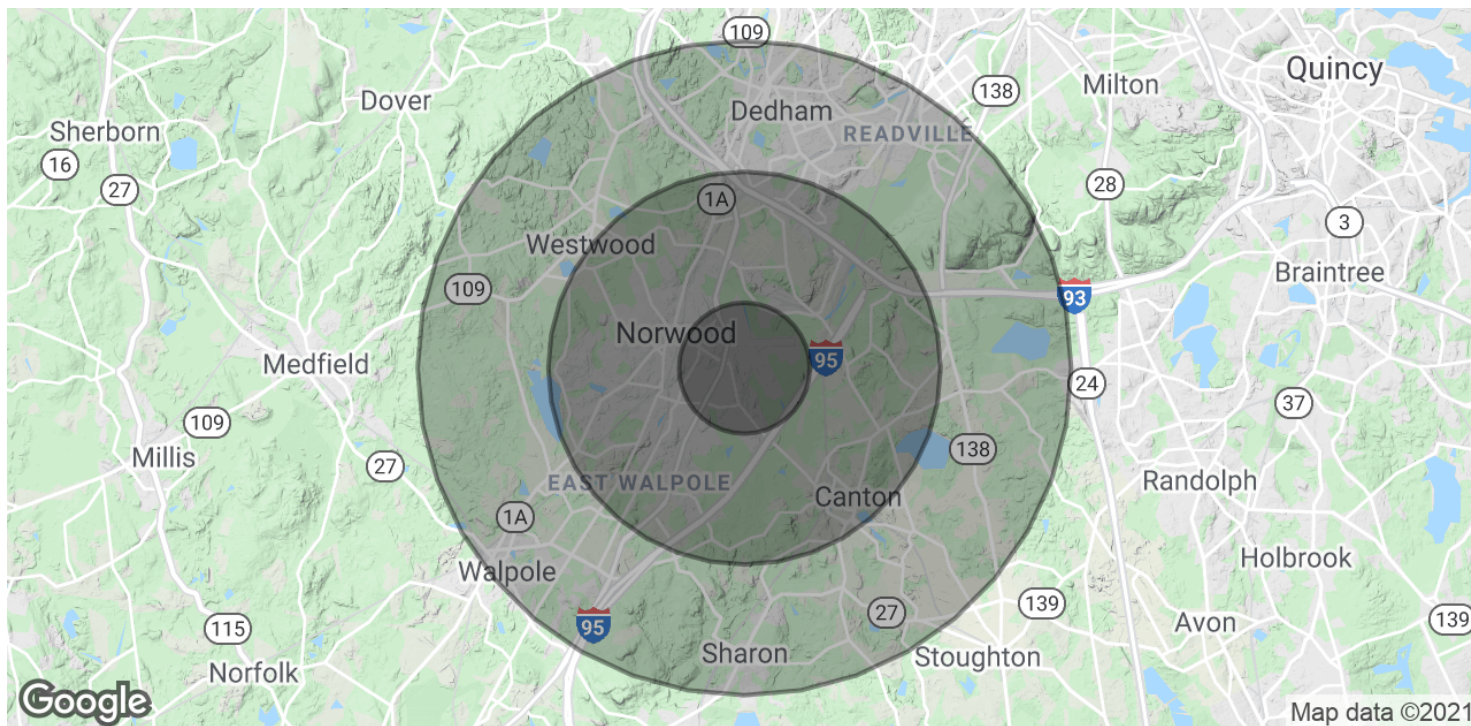 109
Quincy
138
Milton
Dover
Dedham
READVILLE
Sherborn
16
27
28
1A
3
Westwood
Braintree
109
93
Norwood
95
Medfield
24
37
109
Millis
27
138
EAST WALPOLE
Randolph
Canton
1A
Holbrook
Walpole
139
27
95
115
Avon
139
Sharon
Stoughton
Norfolk
Google
Map data ©2021